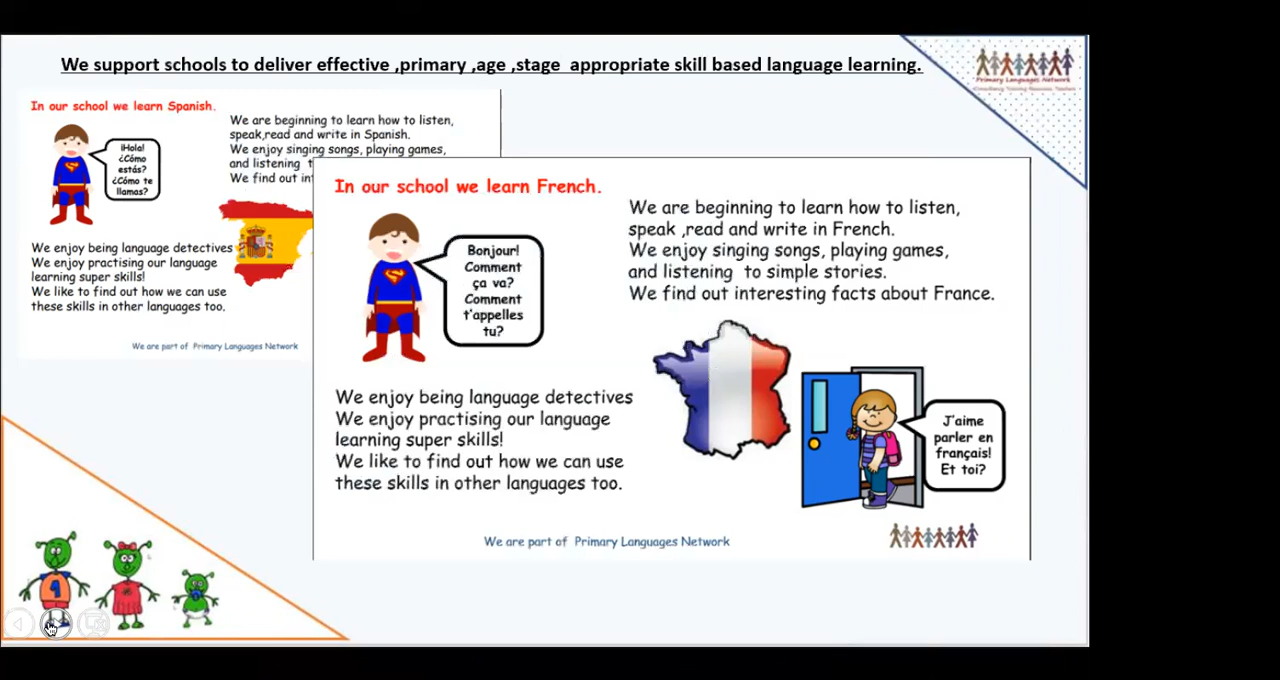 We support schools to deliver effective ,primary ,age ,stage appropriate skill based language learning.
Primary Languages Network
In our school we learn Spanish.
¡Hola!
¿Cómo
estás?
¿Cómo te
llamas?
We are beginning to learn how to listen,
speak,read and write in Spanish.
We enjoy singing songs, playing games,
and listening
We find out
We enjoy being language detectives
We enjoy practising our language
learning super skills!
We like to find out how we can use
these skills in other languages too.
We are part of Primary Languages Network
In our school we learn French.
Bonjour!
Comment
ça va?
Comment
t'appelles
tu?
We are beginning to learn how to listen,
speak ,read and write in French.
We enjoy singing songs, playing games,
and listening to simple stories.
We find out interesting facts about France.
We enjoy being language detectives
We enjoy practising our language
learning super skills!
We like to find out how we can use
these skills in other languages too.
J'aime
parler en
français!
Et toi?
We are part of Primary Languages Network